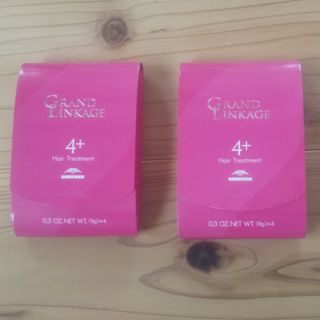 GRAND
LINKAGE
4+
Hair Treatment
0.3 OZ. NET WT. (9g)×4
GRAND
LINKAGE
4+
Hair Treatment
0.3 OZ. NET WT. (9g)×4